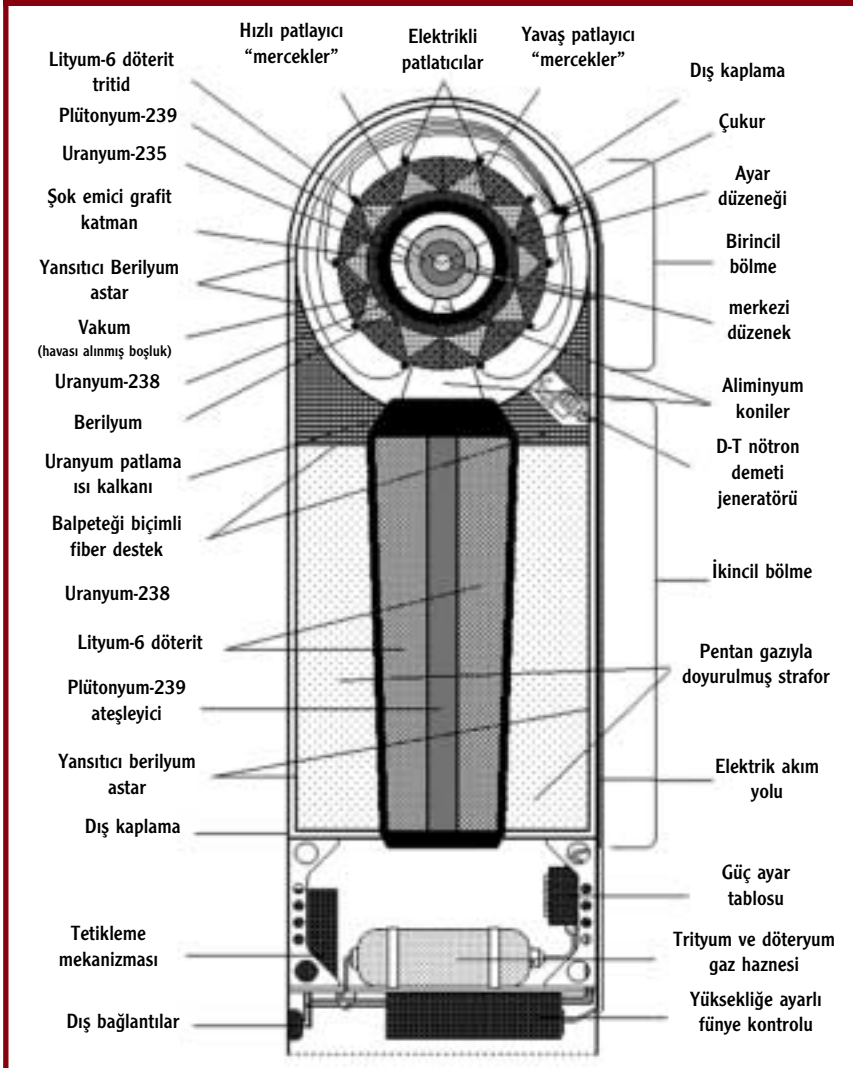 Hızlı patlayıcı
“mercekler”
Elektrikli
patlatıcılar
Yavaş patlayıcı
“mercekler”
Lityum-6 döterit
tritid
Plütonyum-239
Uranyum-235
Şok emici grafit
katman
Yansıtıcı Berilyum
astar
Vakum
(havası alınmış boşluk)
Uranyum-238
Berilyum
Uranyum patlama
ısı kalkanı
Balpeteği biçimli
fiber destek
Uranyum-238
Lityum-6 döterit
Plütonyum-239
ateşleyici
Yansıtıcı berilyum
astar
Dış kaplama
Tetikleme
mekanizması
Dış bağlantılar
Dış kaplama
Çukur
Ayar
düzeneği
Birincil
bölme
merkezi
düzenek
Aliminyum
koniler
D-T nötron
demeti
jeneratörü
İkincil bölme
Pentan gazıyla
doyurulmuş strafor
Elektrik akım
yolu
Güç ayar
tablosu
Trityum ve döteryum
gaz haznesi
Yüksekliğe ayarlı
fünye kontrolu